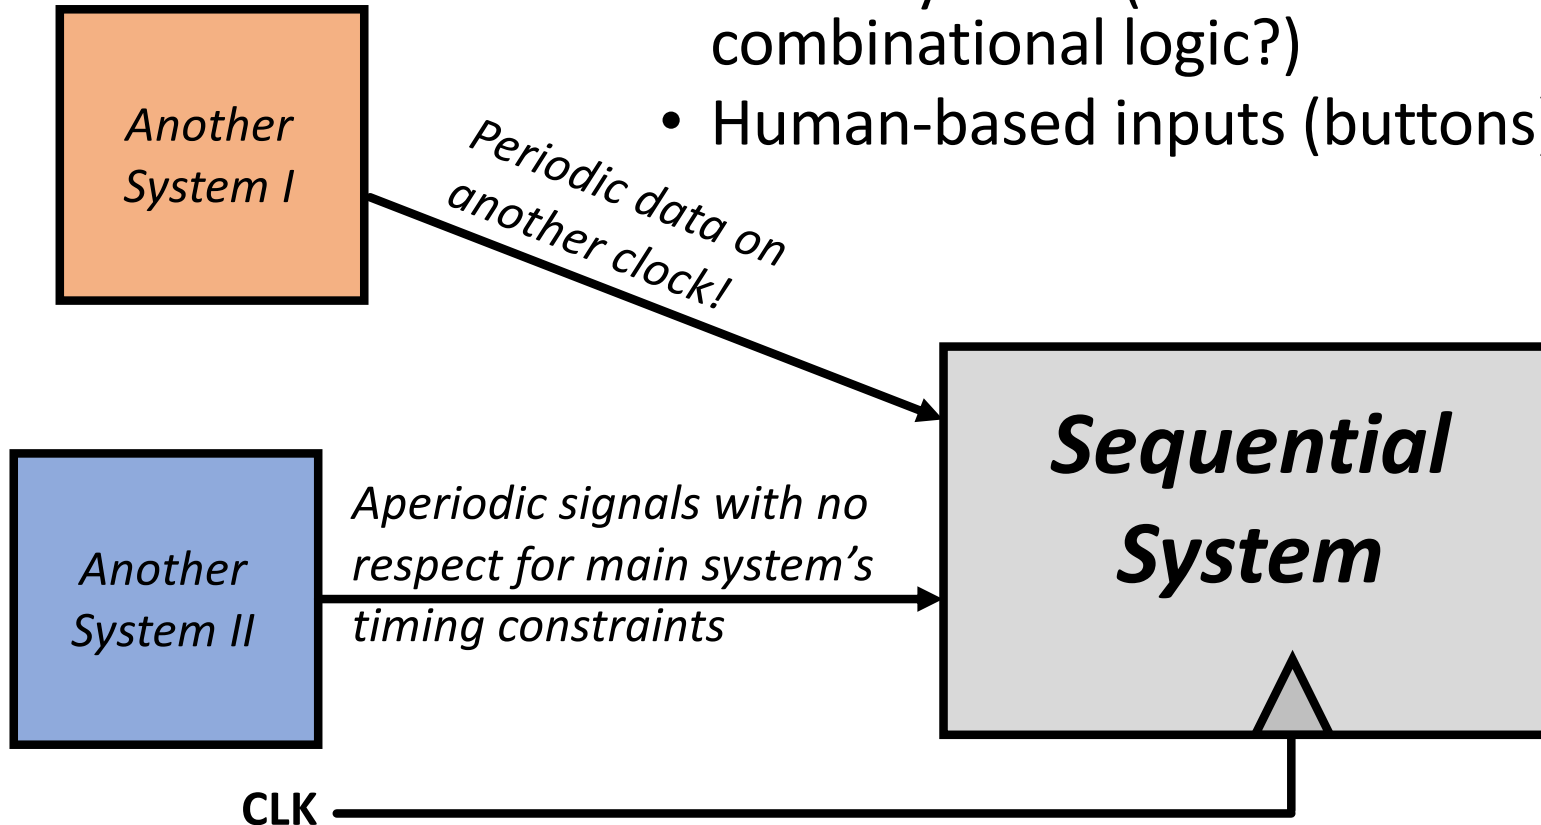 combinational logic?)
• Human-based inputs (buttons)
Another
System I
Periodic data on
another clock!
Sequential
System
Aperiodic signals with no
respect for main system’s
timing constraints
Another
System II
CLK